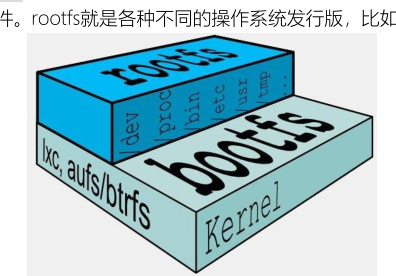 件。rootfs就是各种不同的操作系统发行版，比如
rootfs
/dev
/proc
/bin
/etc
/usr
/tmp
...
bootfs
lxc, aufs/btrfs
Kernel